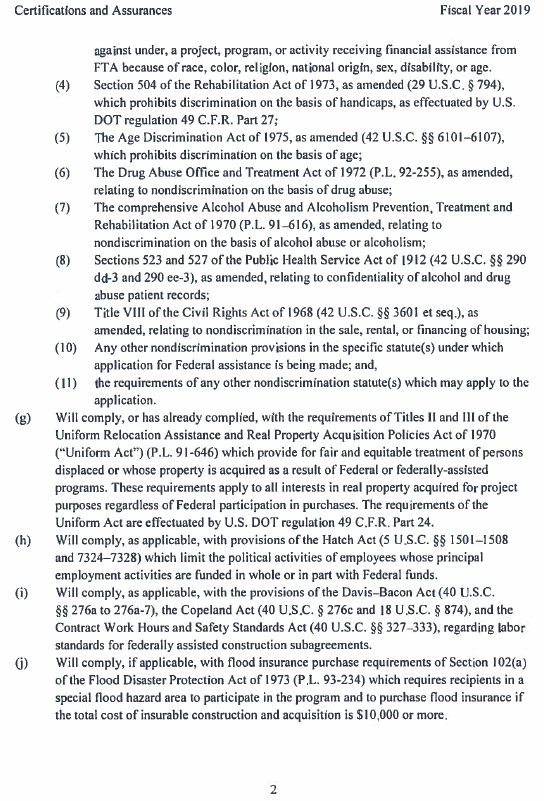 Certifications and Assurances Fiscal Year 2019
against under, a project, program, or activity receiving financial assistance from
FTA because of race, color, religion, national origin, sex, disability, or age.
(4) Section 504 of the Rehabilitation Act of 1973, as amended (29 U.S.C. § 794),
which prohibits discrimination on the basis of handicaps, as effectuated by U.S.
DOT regulation 49 C.F.R. Part 27;
(5) The Age Discrimination Act of 1975, as amended (42 U.S.C. §§ 6101–6107),
which prohibits discrimination on the basis of age;
(6) The Drug Abuse Office and Treatment Act of 1972 (P.L. 92-255), as amended,
relating to nondiscrimination on the basis of drug abuse;
(7) The comprehensive Alcohol Abuse and Alcoholism Prevention, Treatment and
Rehabilitation Act of 1970 (P.L. 91–616), as amended, relating to
nondiscrimination on the basis of alcohol abuse or alcoholism;
(8) Sections 523 and 527 of the Public Health Service Act of 1912 (42 U.S.C. §§ 290
dd-3 and 290 ee-3), as amended, relating to confidentiality of alcohol and drug
abuse patient records;
(9) Title VIII of the Civil Rights Act of 1968 (42 U.S.C. §§ 3601 et seq.), as
amended, relating to nondiscrimination in the sale, rental, or financing of housing;
(10) Any other nondiscrimination provisions in the specific statute(s) under which
application for Federal assistance is being made; and,
(11) the requirements of any other nondiscrimination statute(s) which may apply to the
application.
(g) Will comply, or has already complied, with the requirements of Titles II and III of the
Uniform Relocation Assistance and Real Property Acquisition Policies Act of 1970
(“Uniform Act”) (P.L. 91-646) which provide for fair and equitable treatment of persons
displaced or whose property is acquired as a result of Federal or federally-assisted
programs. These requirements apply to all interests in real property acquired for project
purposes regardless of Federal participation in purchases. The requirements of the
Uniform Act are effectuated by U.S. DOT regulation 49 C.F.R. Part 24.
(h) Will comply, as applicable, with provisions of the Hatch Act (5 U.S.C. §§ 1501–1508
and 7324–7328) which limit the political activities of employees whose principal
employment activities are funded in whole or in part with Federal funds.
(i) Will comply, as applicable, with the provisions of the Davis–Bacon Act (40 U.S.C.
§§ 276a to 276a-7), the Copeland Act (40 U.S.C. § 276c and 18 U.S.C. § 874), and the
Contract Work Hours and Safety Standards Act (40 U.S.C. §§ 327–333), regarding labor
standards for federally assisted construction subagreements.
(j) Will comply, if applicable, with flood insurance purchase requirements of Section 102(a)
of the Flood Disaster Protection Act of 1973 (P.L. 93-234) which requires recipients in a
special flood hazard area to participate in the program and to purchase flood insurance if
the total cost of insurable construction and acquisition is $10,000 or more.
2